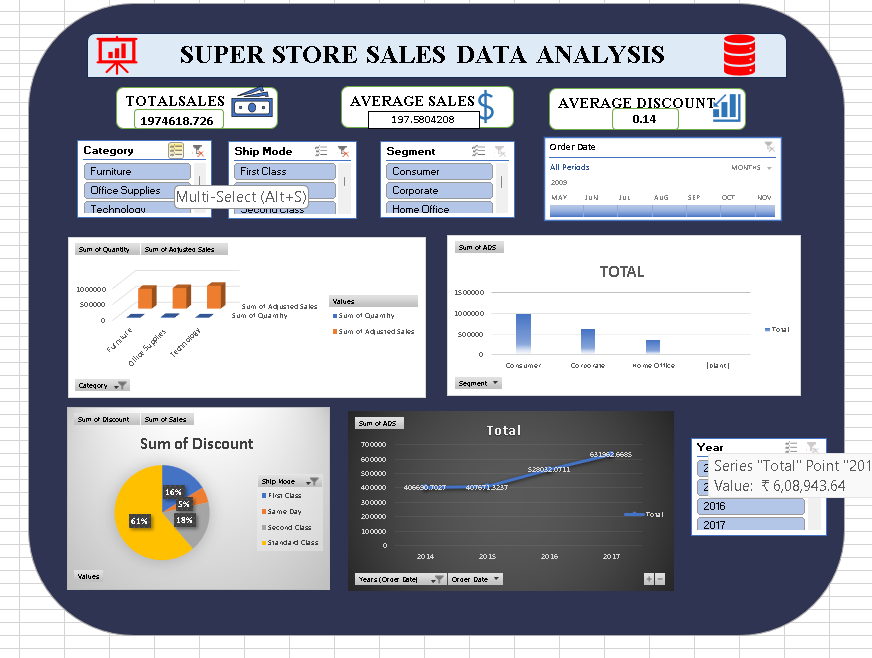 SUPER STORE SALES DATA ANALYSIS
TOTALSALES
1974618.726
AVERAGE SALES
197.5804208
AVERAGE DISCOUNT
0.14
Category
Furniture
Office Supplies
Technology
Multi-Select (Alt+S)
Ship Mode
First Class
Second Class
Segment
Consumer
Corporate
Home Office
Order Date
All Periods
MONTHS
2009
MAY JUN JUL AUG SEP OCT NOV
Sum of Quantity Sum of Adjusted Sales
1000000
500000
0
Furniture
Office Supplies
Technology
Sum of Adjusted Sales
Sum of Quantity
Values
Sum of Quantity
Sum of Adjusted Sales
Category
Sum of ADS
TOTAL
1500000
1000000
500000
0
Consumer Corporate Home Office (blank)
Total
Segment
Sum of Discount Sum of Sales
Sum of Discount
16%
5%
18%
61%
Ship Mode
First Class
Same Day
Second Class
Standard Class
Values
Sum of ADS
Total
700000
600000
500000
400000
300000
200000
100000
0
406690.7027
407671.3237
528032.0711
631962.6685
2014 2015 2016 2017
Total
Years (Order Date) Order Date
Year
Series "Total" Point "201
Value: ₹ 6,08,943.64
2016
2017